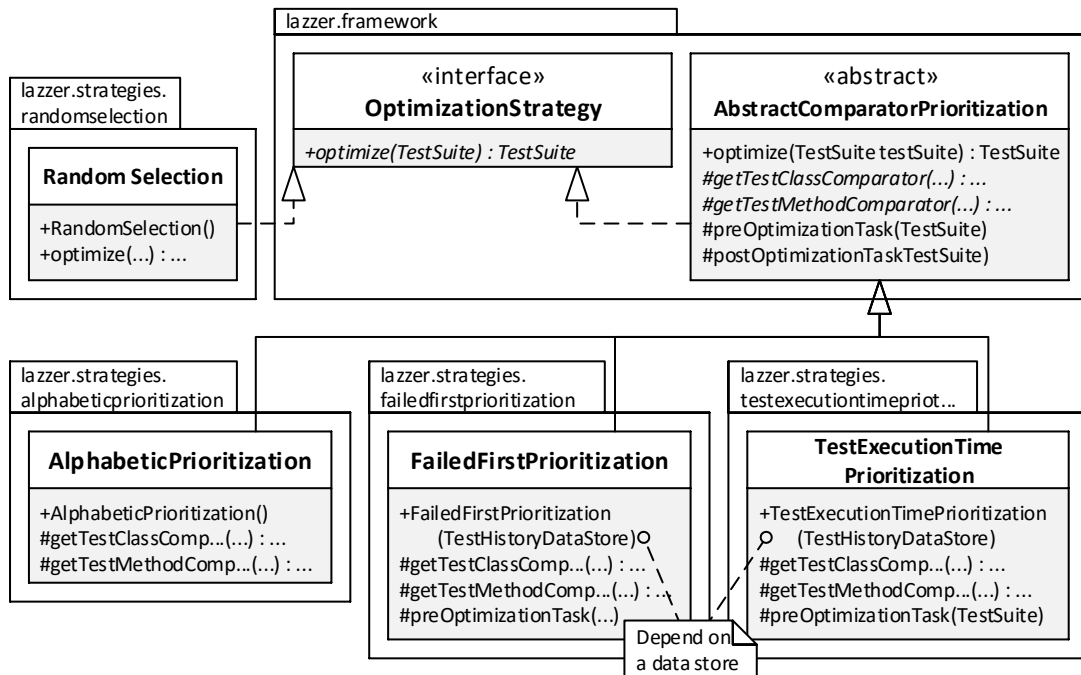 lazzer.framework
«interface»
OptimizationStrategy
+optimize(TestSuite) : TestSuite
«abstract»
AbstractComparatorPrioritization
+optimize(TestSuite testSuite) : TestSuite
#getTestClassComparator(...) : ...
#getTestMethodComparator(...) : ...
#preOptimizationTask(TestSuite)
#postOptimizationTaskTestSuite)
lazzer.strategies.
randomselection
Random Selection
+RandomSelection()
+optimize(...) : ...
lazzer.strategies.
alphabeticprioritization
AlphabeticPrioritization
+AlphabeticPrioritization()
#getTestClassComp...(...) : ...
#getTestMethodComp...(...) : ...
lazzer.strategies.
failedfirstprioritization
FailedFirstPrioritization
+FailedFirstPrioritization
(TestHistoryDataStore)
#getTestClassComp...(...) : ...
#getTestMethodComp...(...) : ...
#preOptimizationTask(...)
lazzer.strategies.
testexecutiontimepriot...
TestExecutionTime
Prioritization
+TestExecutionTimePrioritization
(TestHistoryDataStore)
#getTestClassComp...(...) : ...
#getTestMethodComp...(...) : ...
#preOptimizationTask(TestSuite)
Depend on
a data store